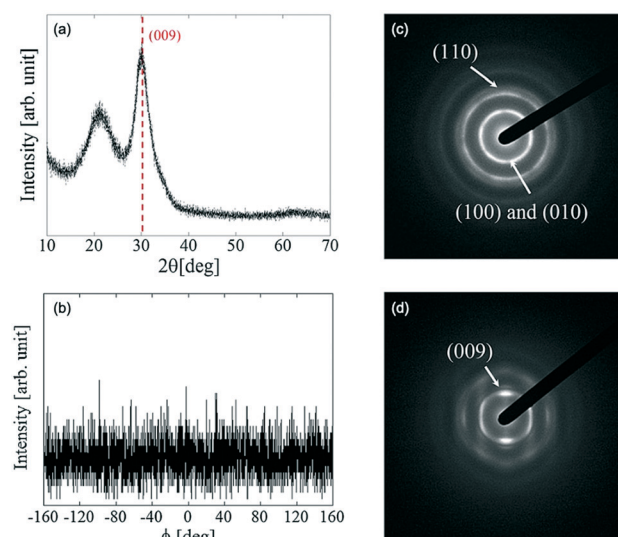 (a)
(009)
Intensity [arb. unit]
10 20 30 40 50 60 70
2θ[deg]
(b)
Intensity [arb. unit]
-160 -120 -80 -40 0 40 80 120 160
ϕ [deg]
(c)
(110)
(100) and (010)
(d)
(009)